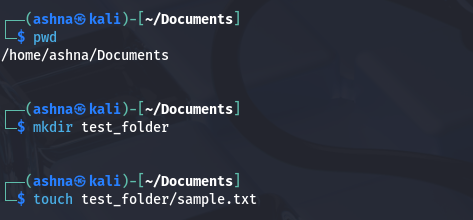 ┌──(ashna㉿kali)-[~/Documents]
└─$ pwd
/home/ashna/Documents
┌──(ashna㉿kali)-[~/Documents]
└─$ mkdir test_folder
┌──(ashna㉿kali)-[~/Documents]
└─$ touch test_folder/sample.txt